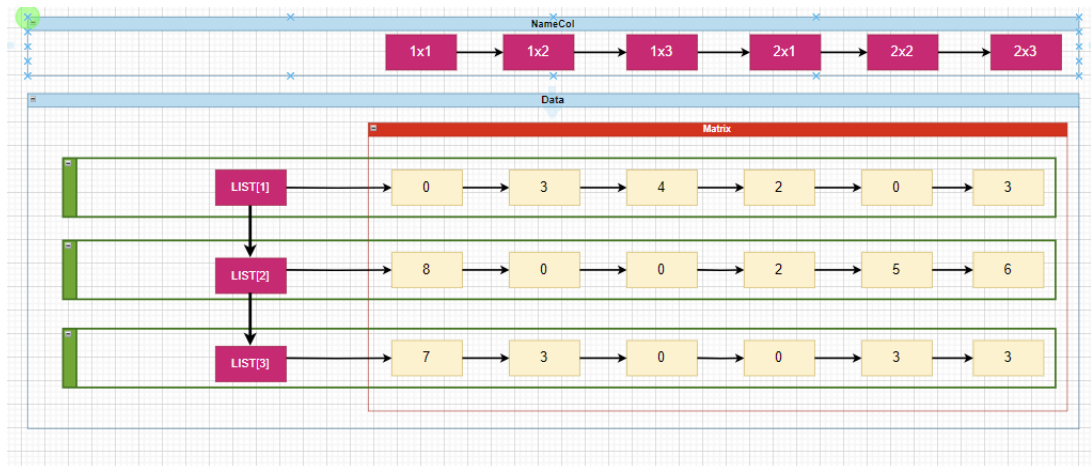 NameCol
1x1 1x2 1x3 2x1 2x2 2x3
Data
Matrix
LIST[1] 0 3 4 2 0 3
LIST[2] 8 0 0 2 5 6
LIST[3] 7 3 0 0 3 3